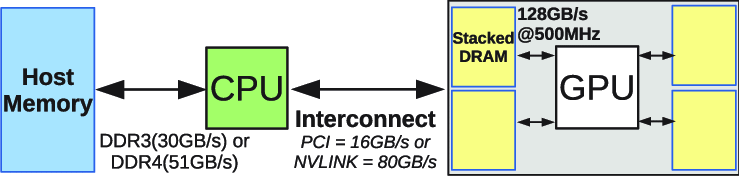 Host
Memory
CPU
DDR3(30GB/s) or
DDR4(51GB/s)
Interconnect
PCI = 16GB/s or
NVLINK = 80GB/s
Stacked
DRAM
128GB/s
@500MHz
GPU